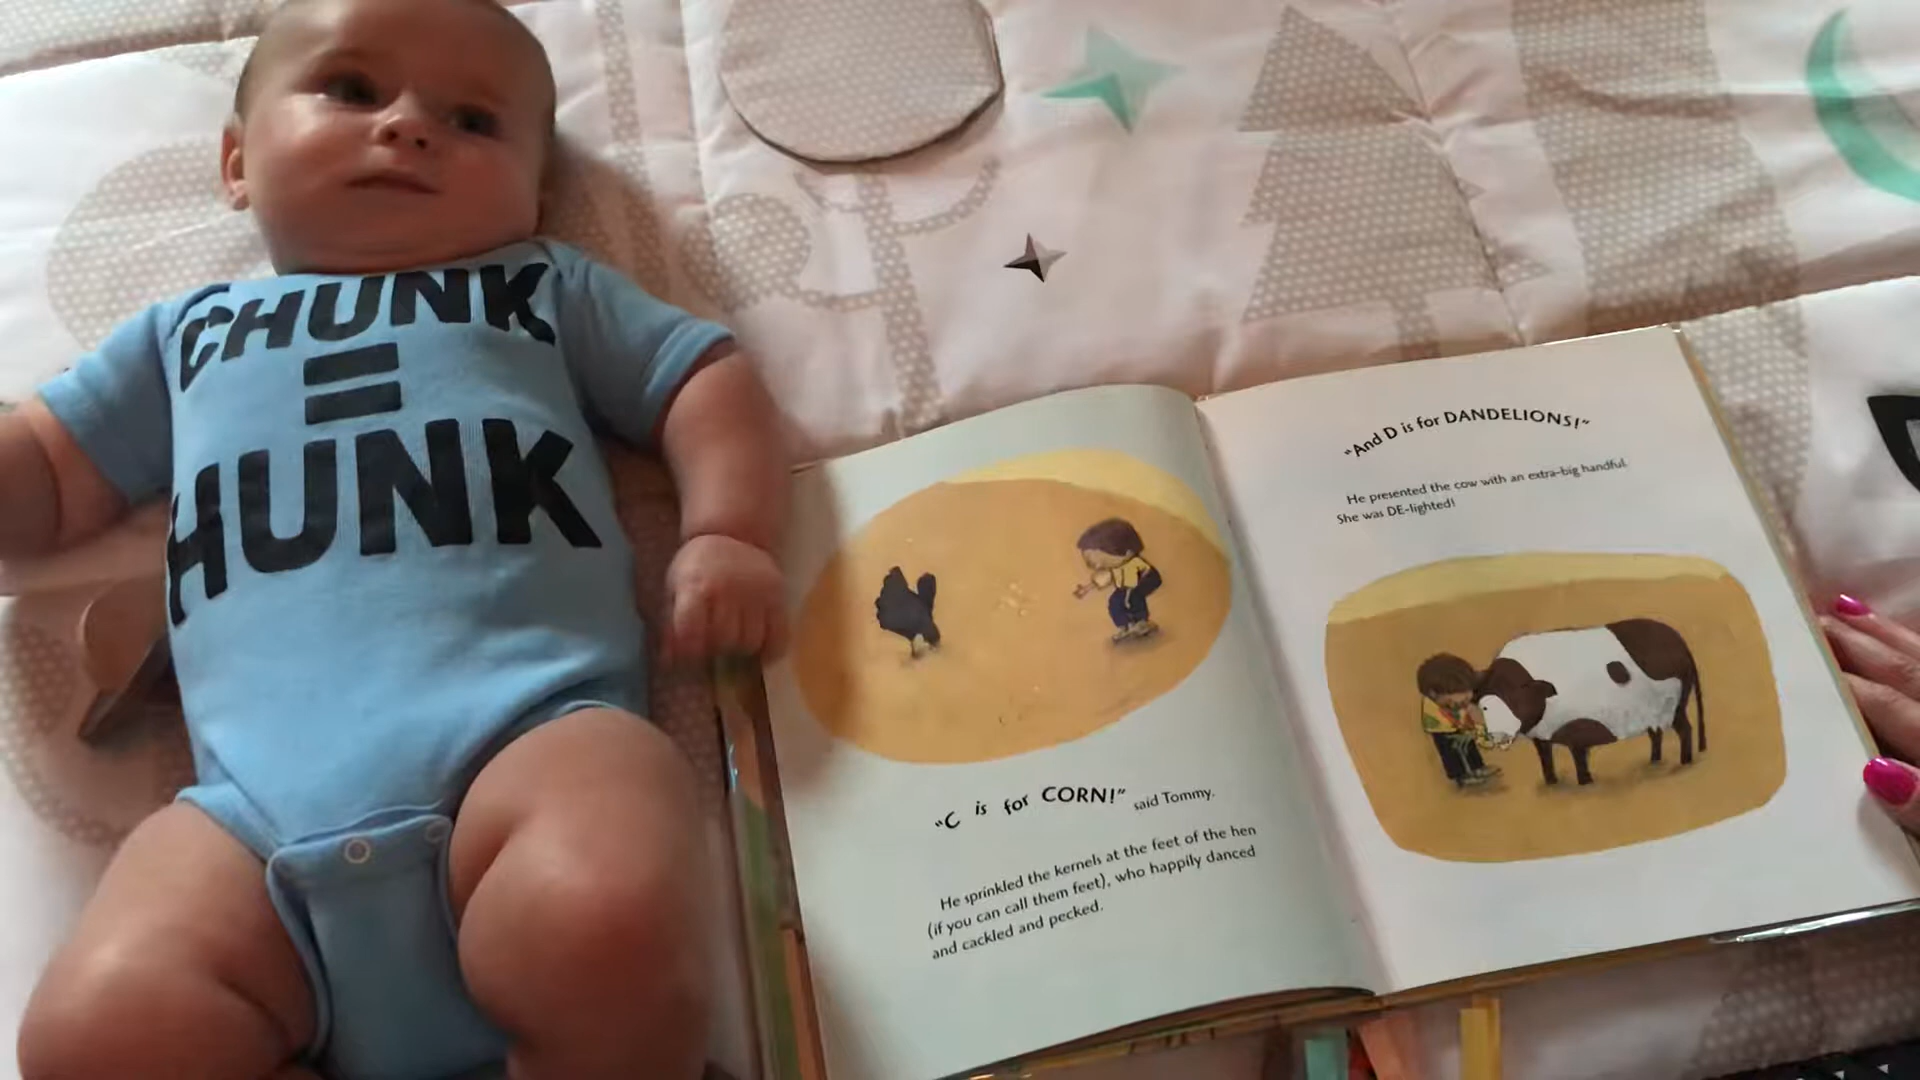 CHUNK
=
HUNK
"C is for CORN!" said Tommy.
He sprinkled the kernels at the feet of the hen
(if you can call them feet), who happily danced
and cackled and pecked.
"And D is for DANDELIONS!"
He presented the cow with an extra-big handful.
She was DE-lighted!